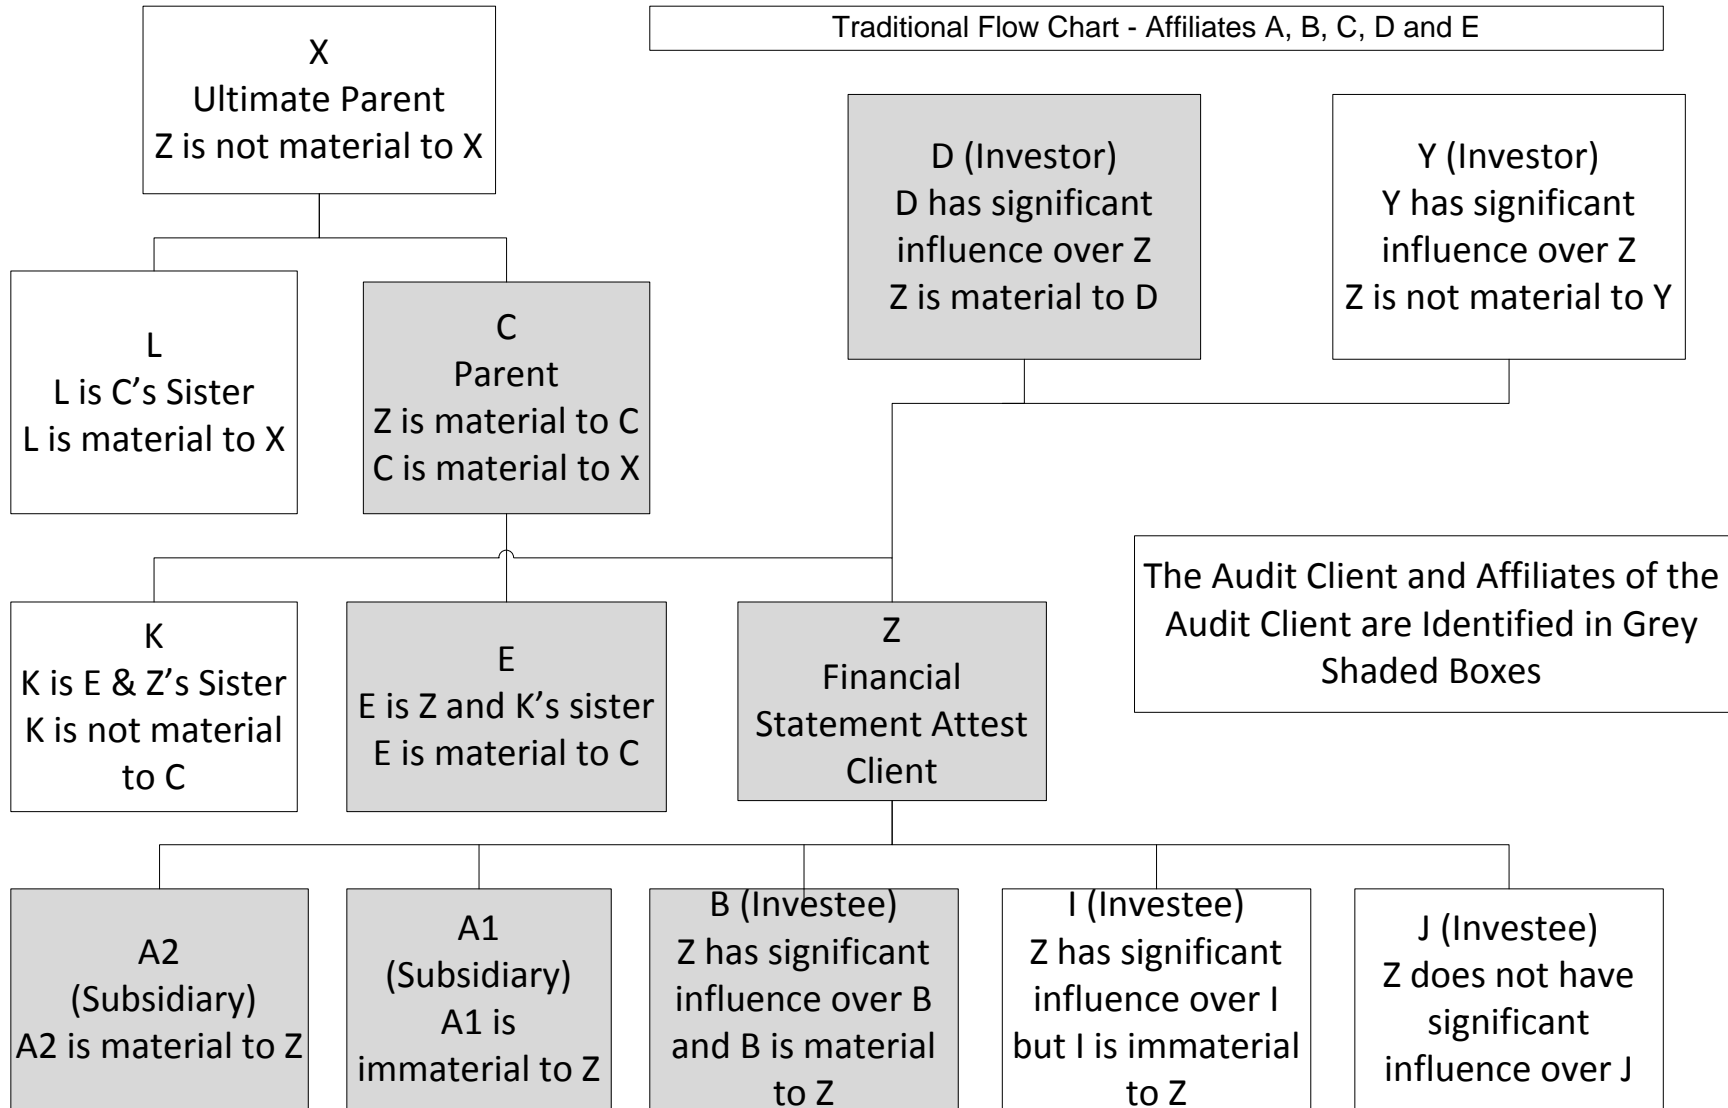 Traditional Flow Chart - Affiliates A, B, C, D and E
X
Ultimate Parent
Z is not material to X
D (Investor)
D has significant
influence over Z
Z is material to D
Y (Investor)
Y has significant
influence over Z
Z is not material to Y
L
L is C’s Sister
L is material to X
C
Parent
Z is material to C
C is material to X
The Audit Client and Affiliates of the
Audit Client are Identified in Grey
Shaded Boxes
K
K is E & Z’s Sister
K is not material
to C
E
E is Z and K’s sister
E is material to C
Z
Financial
Statement Attest
Client
A2
(Subsidiary)
A2 is material to Z
A1
(Subsidiary)
A1 is
immaterial to Z
B (Investee)
Z has significant
influence over B
and B is material
to Z
I (Investee)
Z has significant
influence over I
but I is immaterial
to Z
J (Investee)
Z does not have
significant
influence over J